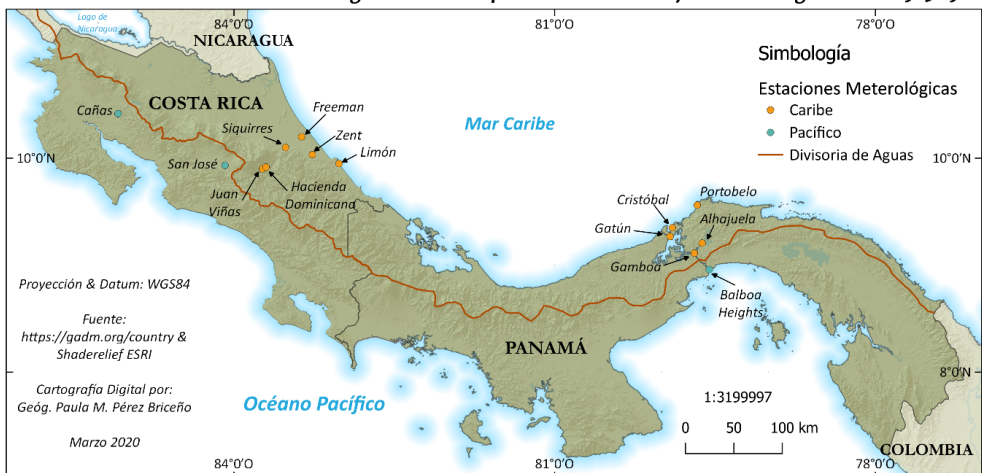 84°0'O
81°0'O
78°0'O
Lago de
Nicaragua
NICARAGUA
Simbología
Estaciones Meterológicas
Caribe
Pacífico
Divisoria de Aguas
COSTA RICA
Cañas
Freeman
Siquirres
Zent
Limón
Mar Caribe
10°0'N
10°0'N
San José
Juan
Viñas
Hacienda
Dominicana
Portobelo
Cristóbal
Alhajuela
Gatún
Gamboa
Balboa
Heights
Proyección & Datum: WGS84
Fuente:
https://gadm.org/country &
Shaderelief ESRI
Cartografía Digital por:
Geóg. Paula M. Pérez Briceño
Marzo 2020
PANAMÁ
Océano Pacífico
8°0'N
1:3199997
0 50 100 km
COLOMBIA
84°0'O
81°0'O
78°0'O